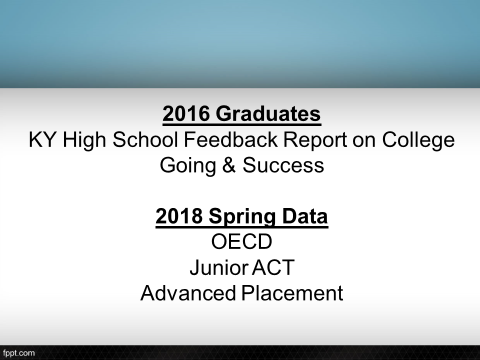 2016 Graduates
KY High School Feedback Report on College
Going & Success
2018 Spring Data
OECD
Junior ACT
Advanced Placement
fppt.com